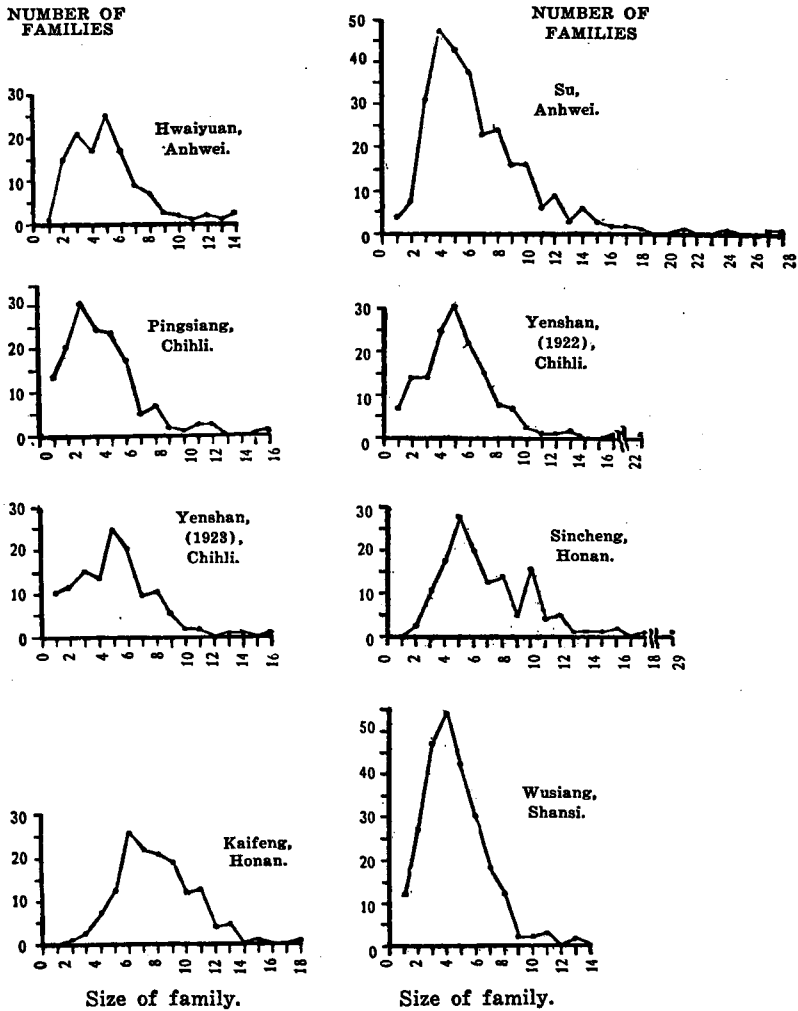 NUMBER OF
FAMILIES
30
20
10
0
Hwaiyuan,
Anhwei.
0 2 4 6 8 10 11 14
NUMBER OF
FAMILIES
50
40
30
20
10
0
Su,
Anhwei.
0 2 4 6 8 10 12 14 16 18 20 22 24 26 28
30
20
10
0
Pingsiang,
Chihli.
0 2 4 6 8 10 12 14 16
30
20
10
0
Yenshan,
(1922),
Chihli.
0 2 4 6 8 10 12 14 16 22
30
20
10
0
Yenshan,
(1923),
Chihli.
0 2 4 6 8 10 12 14 16
30
20
10
0
Sincheng,
Honan.
0 2 4 6 8 10 12 14 16 18 29
30
20
10
0
Kaifeng,
Honan.
0 2 4 6 8 10 12 14 16 18
Size of family.
50
40
30
20
10
0
Wusiang,
Shansi.
0 2 4 6 8 10 12 14
Size of family.